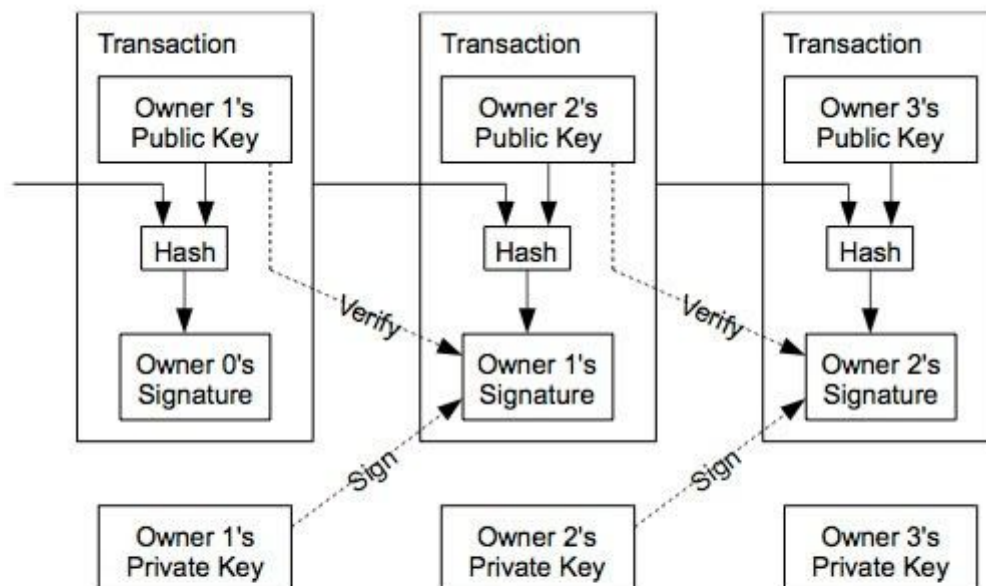 Transaction
Owner 1's
Public Key
Hash
Owner 0's
Signature
Transaction
Owner 2's
Public Key
Hash
Verify
Owner 1's
Signature
Transaction
Owner 3's
Public Key
Hash
Verify
Owner 2's
Signature
Sign
Sign
Owner 1's
Private Key
Owner 2's
Private Key
Owner 3's
Private Key